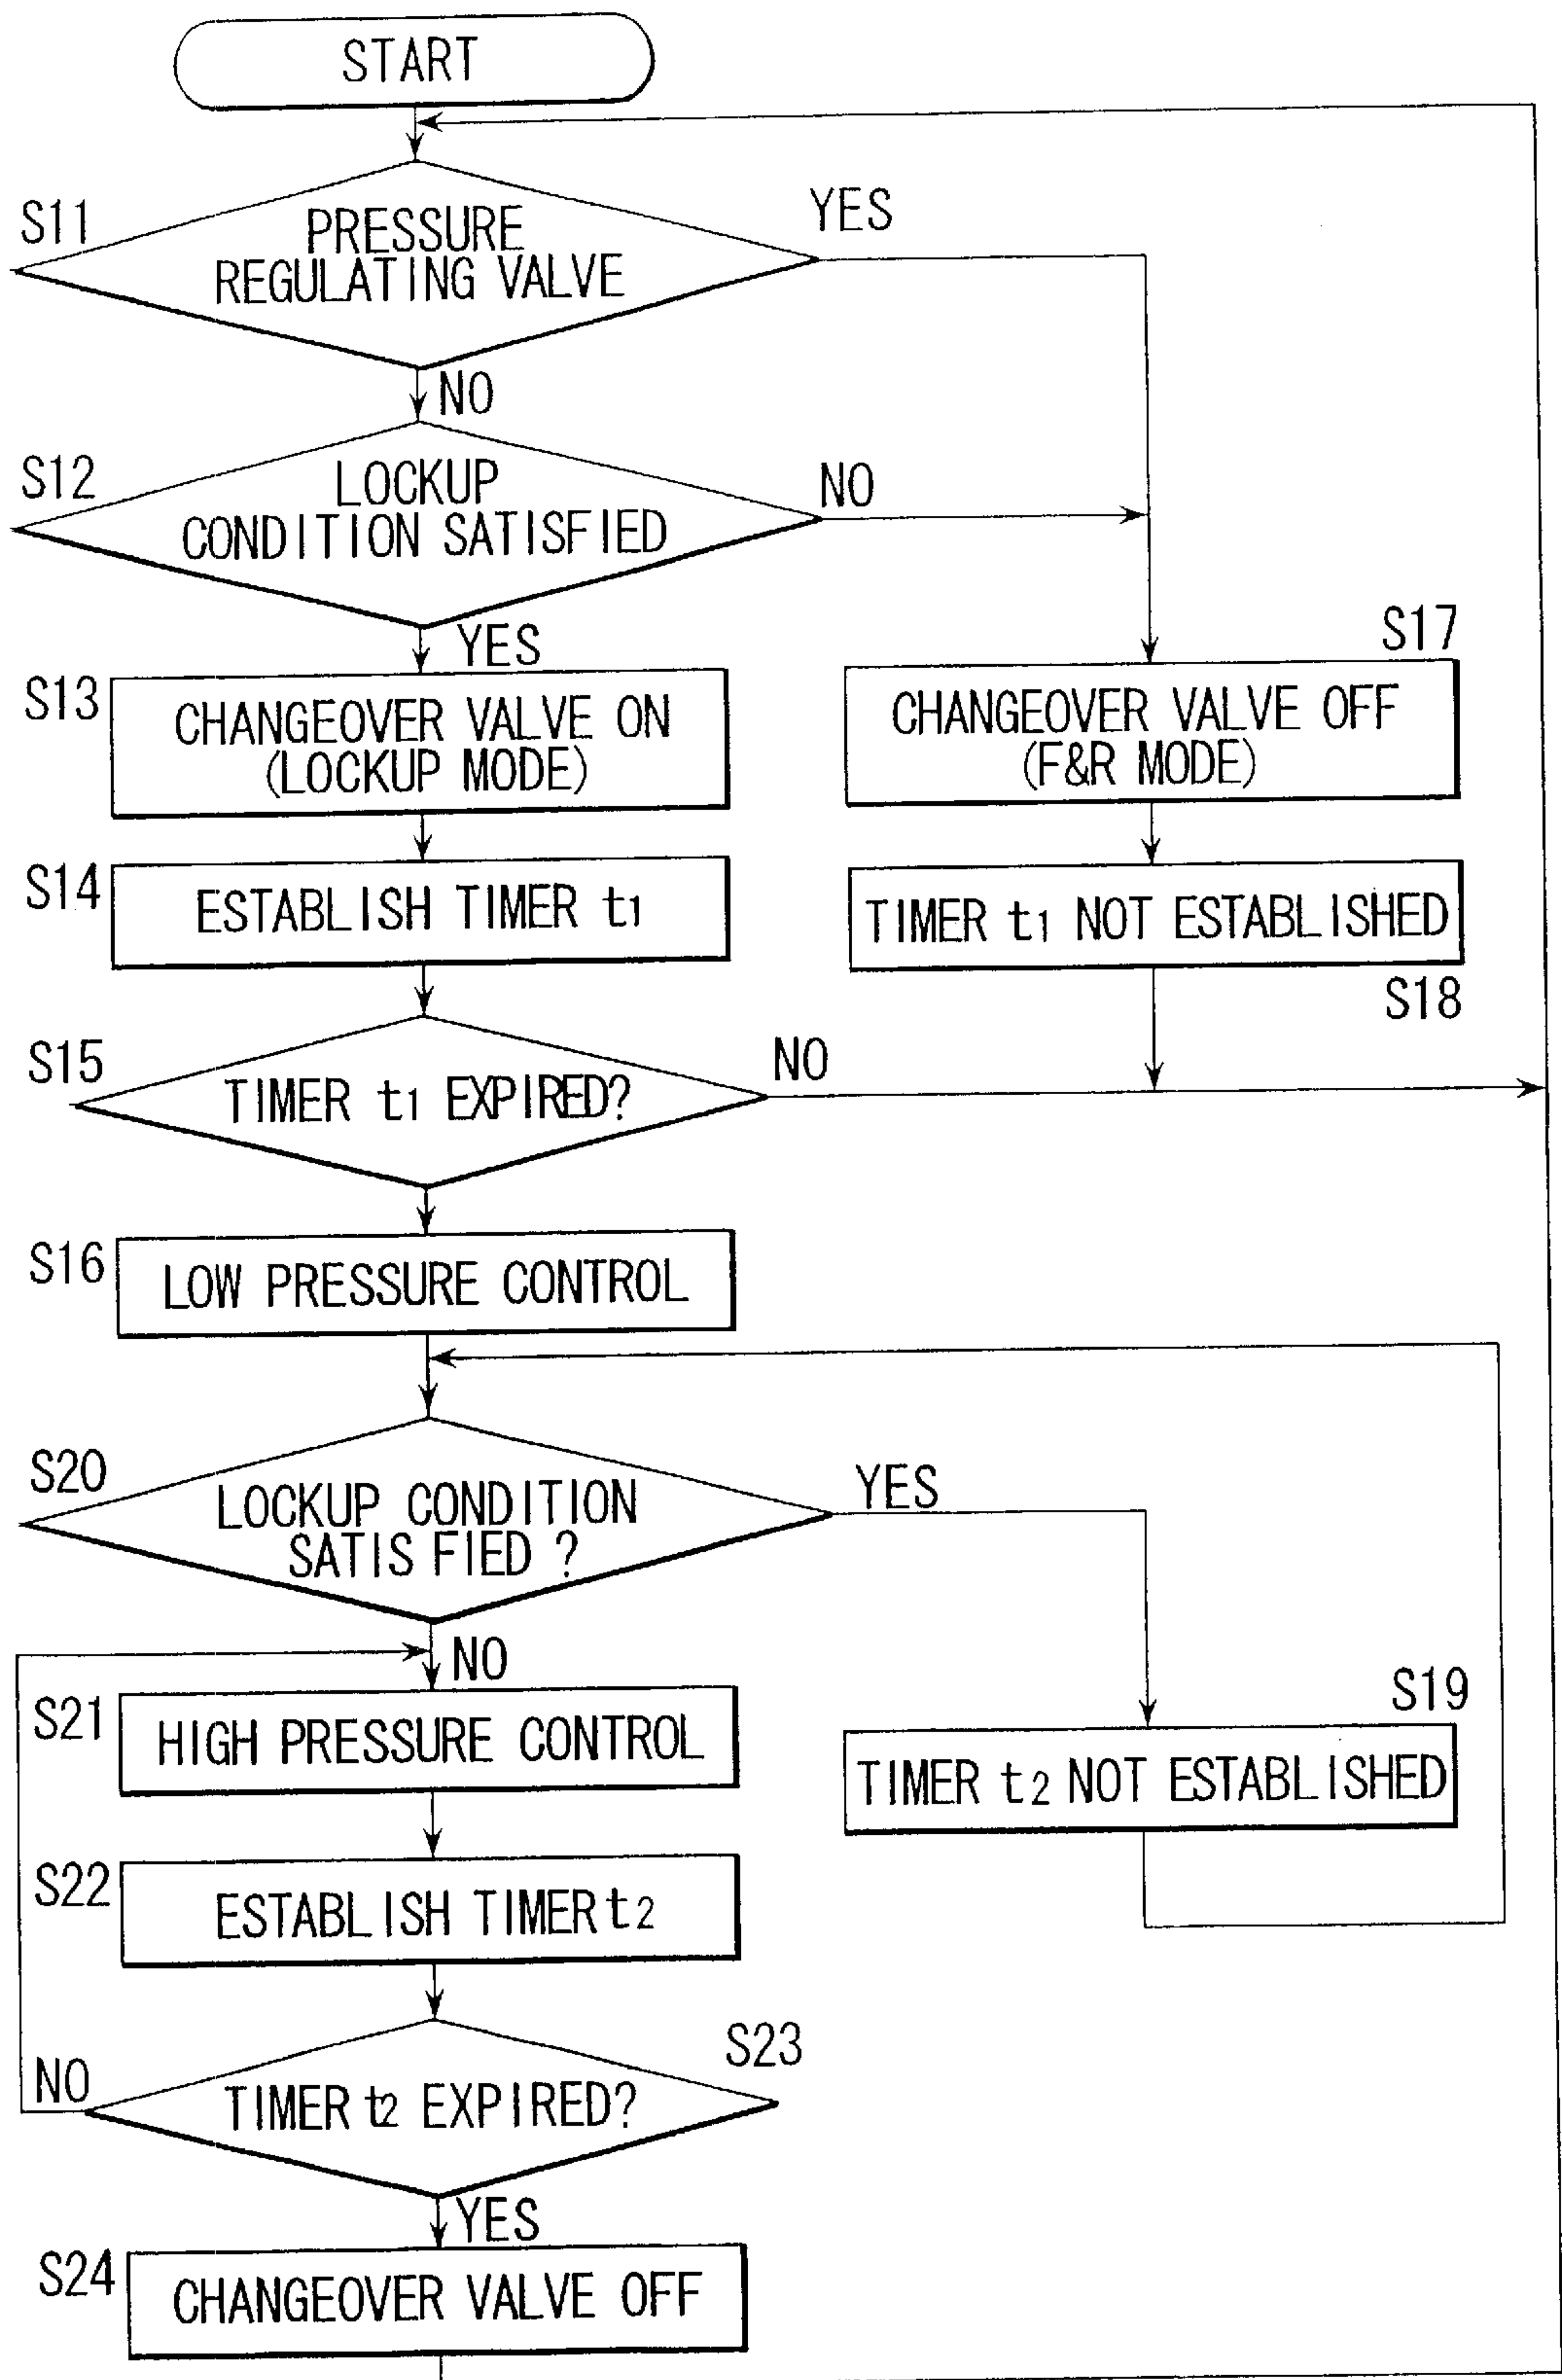 START
S11
PRESSURE
REGULATING VALVE
YES
NO
S12
LOCKUP
CONDITION SATISFIED
NO
YES
S13
CHANGEOVER VALVE ON
(LOCKUP MODE)
S17
CHANGEOVER VALVE OFF
(F&R MODE)
S14
ESTABLISH TIMER t1
TIMER t1 NOT ESTABLISHED
S18
S15
TIMER t1 EXPIRED?
NO
S16
LOW PRESSURE CONTROL
S20
LOCKUP CONDITION
SATIS FIED ?
YES
NO
S21
HIGH PRESSURE CONTROL
S19
TIMER t2 NOT ESTABLISHED
S22
ESTABLISH TIMER t2
S23
NO
TIMER t2 EXPIRED?
YES
S24
CHANGEOVER VALVE OFF